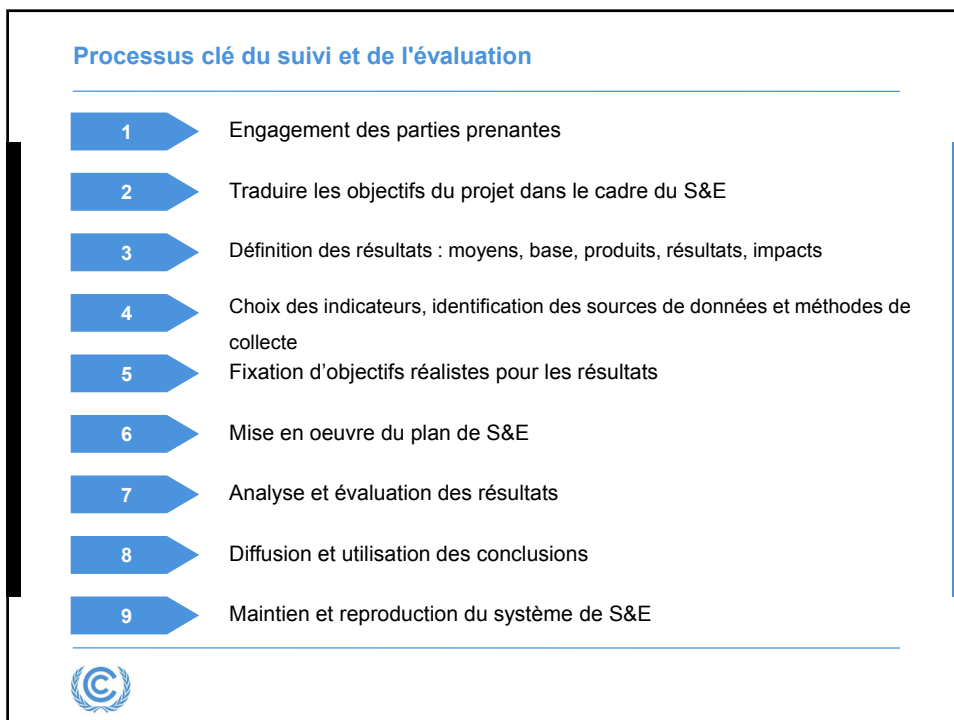 Processus clé du suivi et de l'évaluation
1 Engagement des parties prenantes
2 Traduire les objectifs du projet dans le cadre du S&E
3 Définition des résultats : moyens, base, produits, résultats, impacts
4 Choix des indicateurs, identification des sources de données et méthodes de
collecte
5 Fixation d’objectifs réalistes pour les résultats
6 Mise en oeuvre du plan de S&E
7 Analyse et évaluation des résultats
8 Diffusion et utilisation des conclusions
9 Maintien et reproduction du système de S&E